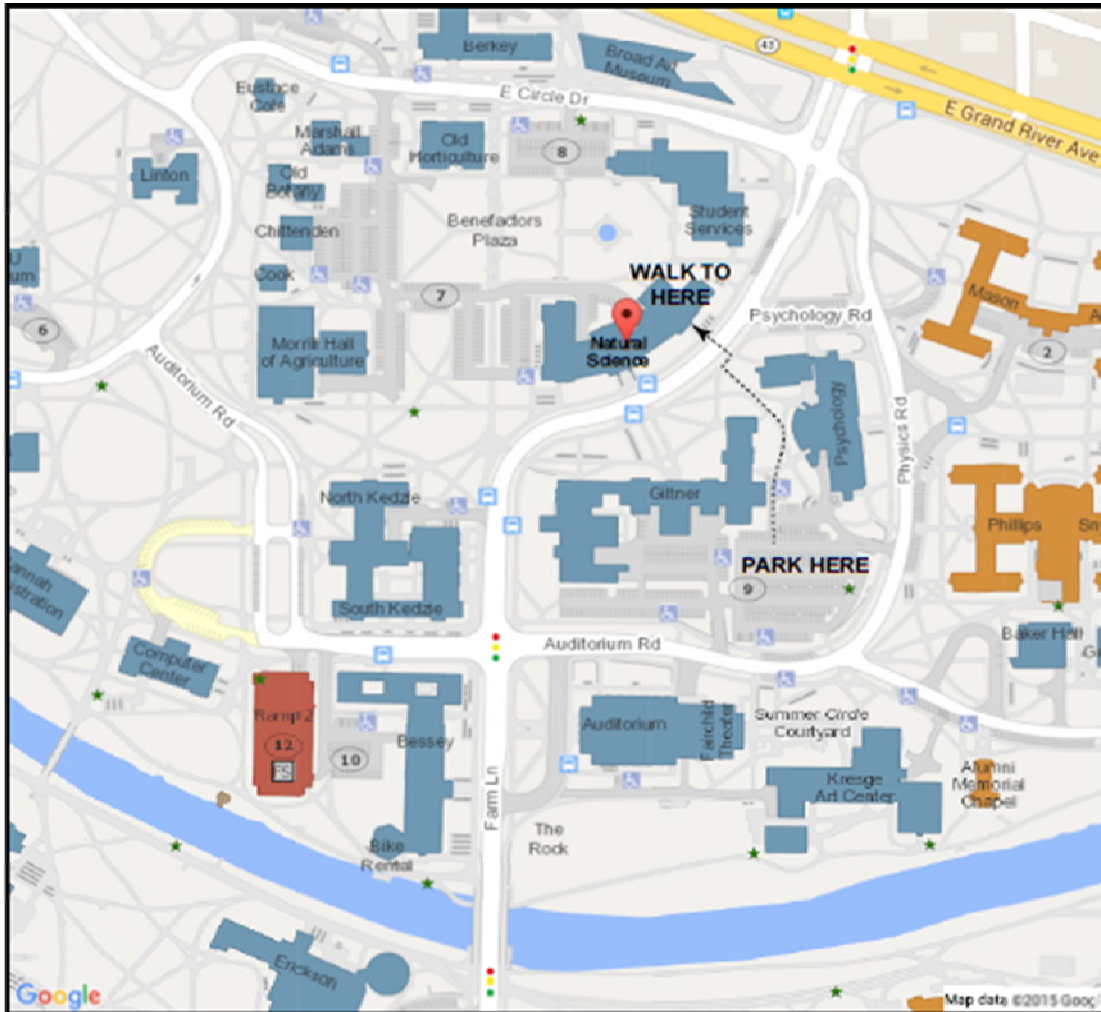 Berkey
Broad Art
Museum
43
E Grand River Ave
Eustace
Cole
E Circle Dr
Marshall
Adams
Old
Horticulture
8
Linton
Old
Botany
Student
Services
Chittenden
Benefactors
Plaza
Cook
WALK TO
HERE
Mason
6
7
Psychology Rd
2
Morrill Hall
of Agriculture
Natural
Science
Auditorium Rd
Psychology
Physics Rd
North Kedzie
Giltner
Phillips
PARK HERE
9
South Kedzie
Baker Hall
Auditorium Rd
Computer
Center
Ramp 2
12
10
Bessey
Auditorium
Fairchild
Theater
Summer Circle
Courtyard
Kresge
Art Center
Alumni
Memorial
Chapel
Farm Ln
The
Rock
Bike
Rental
Erickson
Google
Map data ©2015 Goog